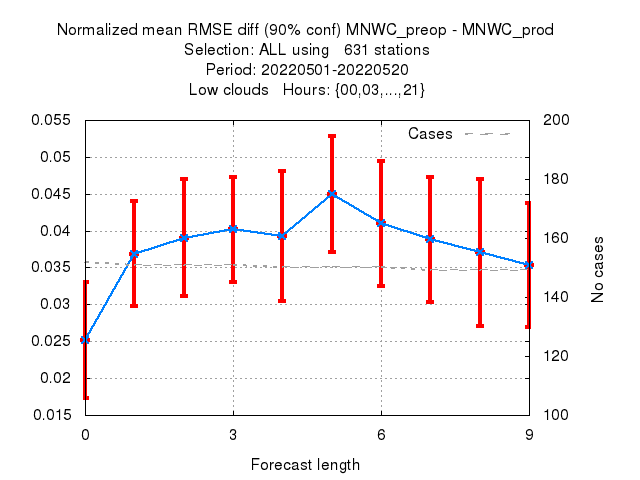 Normalized mean RMSE diff (90% conf) MNWC_preop - MNWC_prod
Selection: ALL using 631 stations
Period: 20220501-20220520
Low clouds Hours: {00,03,...,21}
Cases
0.055
0.05
0.045
0.04
0.035
0.03
0.025
0.02
0.015
200
180
160
140
120
100
No cases
0 3 6 9
Forecast length